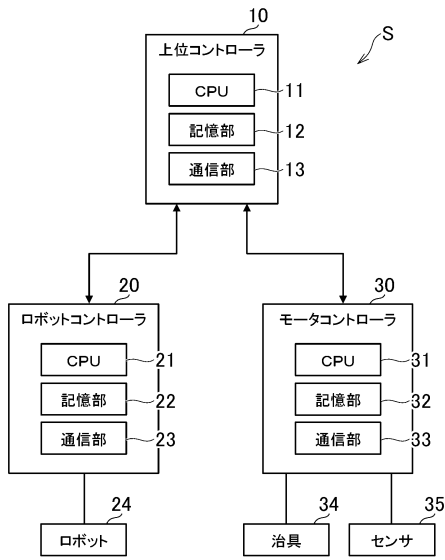 10
S
上位コントローラ
CPU 11
記憶部 12
通信部 13
20
ロボットコントローラ
CPU 21
記憶部 22
通信部 23
24
ロボット
30
モータコントローラ
CPU 31
記憶部 32
通信部 33
34
治具
35
センサ